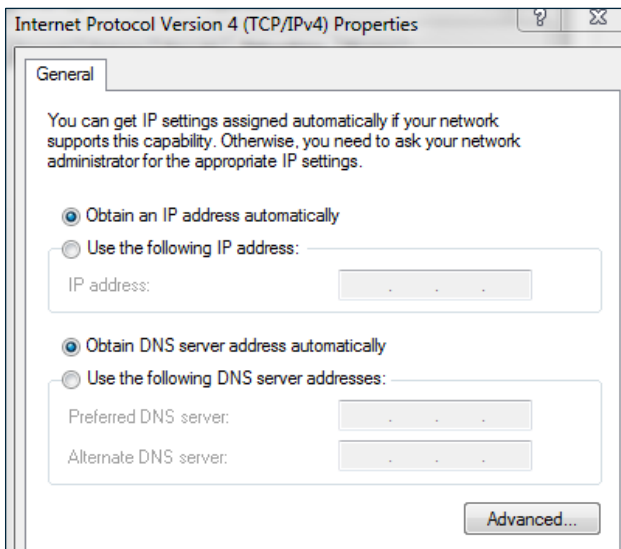 Internet Protocol Version 4 (TCP/IPv4) Properties
?
General
You can get IP settings assigned automatically if your network
supports this capability. Otherwise, you need to ask your network
administrator for the appropriate IP settings.
Obtain an IP address automatically
Use the following IP address:
IP address:
. . .
Obtain DNS server address automatically
Use the following DNS server addresses:
Preferred DNS server:
. . .
Alternate DNS server:
. . .
Advanced...